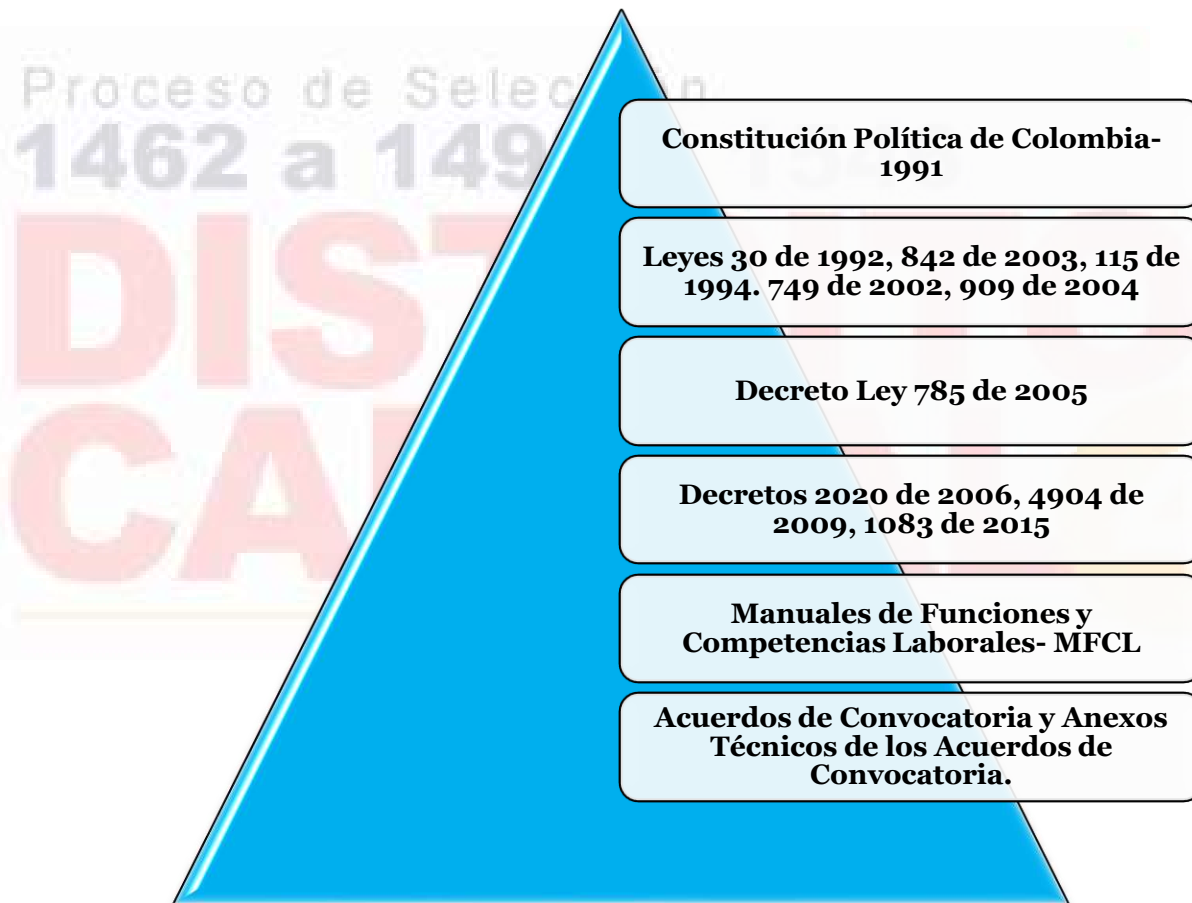 Proceso de Selec
1462 a 149
DIST
CA
Constitución Política de Colombia-
1991
Leyes 30 de 1992, 842 de 2003, 115 de
1994. 749 de 2002, 909 de 2004
Decreto Ley 785 de 2005
Decretos 2020 de 2006, 4904 de
2009, 1083 de 2015
Manuales de Funciones y
Competencias Laborales- MFCL
Acuerdos de Convocatoria y Anexos
Técnicos de los Acuerdos de
Convocatoria.